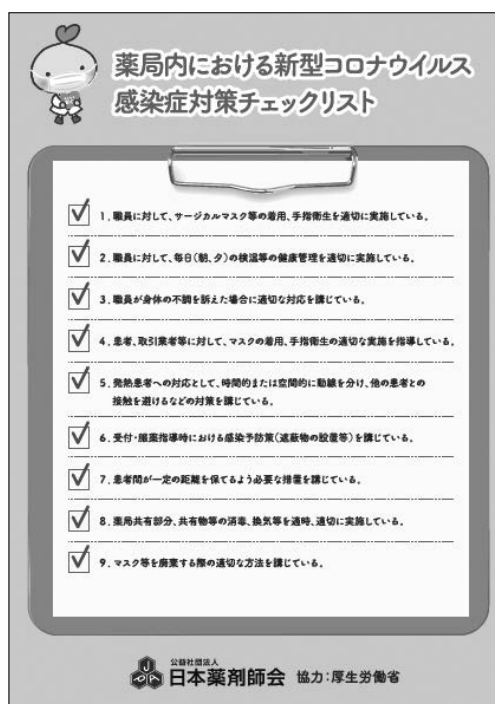 薬局内における新型コロナウイルス
感染症対策チェックリスト
1.職員に対して、サージカルマスク等の着用、手指衛生を適切に実施している。
2.職員に対して、毎日(朝、夕)の検温等の健康管理を適切に実施している。
3.職員が身体の不調を訴えた場合に適切な対応を講じている。
4.患者、取引業者等に対して、マスクの着用、手指衛生の適切な実施を指導している。
5.発熱患者への対応として、時間的または空間的に動線を分け、他の患者との
接触を避けるなどの対策を講じている。
6.受付・服薬指導時における感染予防策(遮蔽物の設置等)を講じている。
7.患者間が一定の距離を保てるよう必要な措置を講じている。
8.薬局共有部分、共有物等の消毒、換気等を適時、適切に実施している。
9.マスク等を廃棄する際の適切な方法を講じている。
公益社団法人
日本薬剤師会 協力:厚生労働省